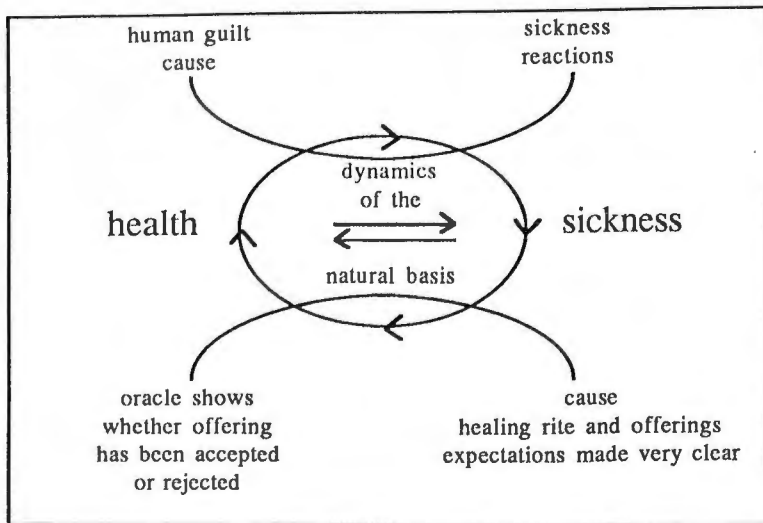 human guilt
cause
sickness
reactions
dynamics
of the
health
sickness
natural basis
oracle shows
whether offering
has been accepted
or rejected
cause
healing rite and offerings
expectations made very clear